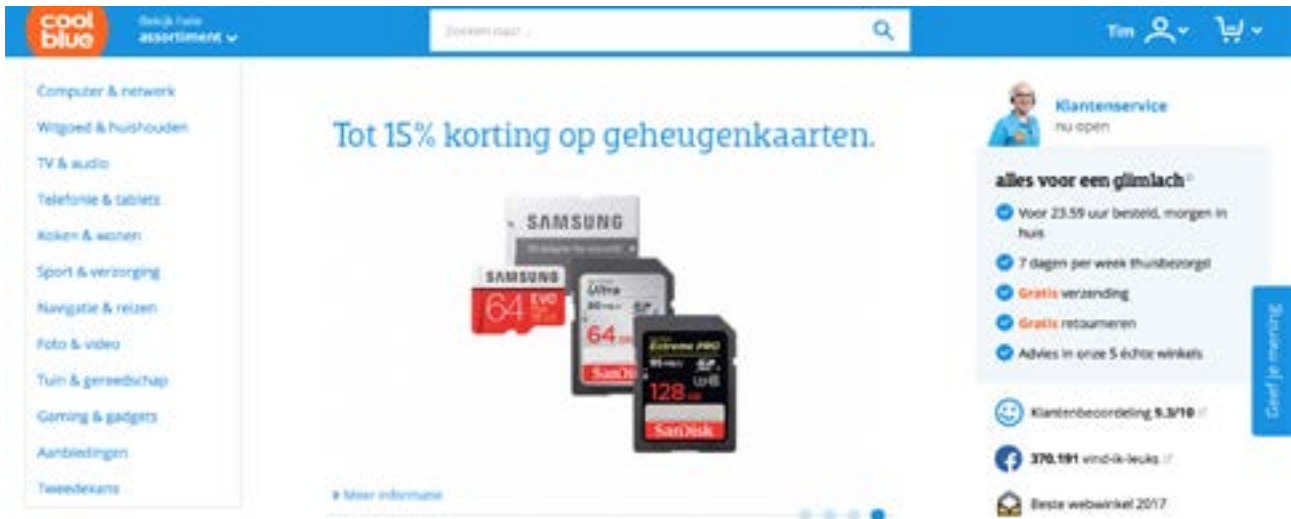 cool
blue
Bekijk hele
assortiment
Zoeken naar...
Tim
Computer & netwerk
Witgoed & huishouden
TV & audio
Telefonie & tablets
Koken & wonen
Sport & verzorging
Navigatie & reizen
Foto & video
Tuin & gereedschap
Gaming & gadgets
Aanbiedingen
Tweedekans
Tot 15% korting op geheugenkaarten.
SAMSUNG
SAMSUNG
64 EVO
Ultra
80
64
SanDisk
Extreme PRO
95
128
SanDisk
Meer informatie
Klantenservice
nu open
alles voor een glimlach
Voor 23.59 uur besteld, morgen in
huis
7 dagen per week thuisbezorgd
Gratis verzending
Gratis retourneren
Advies in onze 5 échte winkels
Klantenbeoordeling 9.3/10
370.191 vind-ik-leuks
Beste webwinkel 2017
Geef je mening